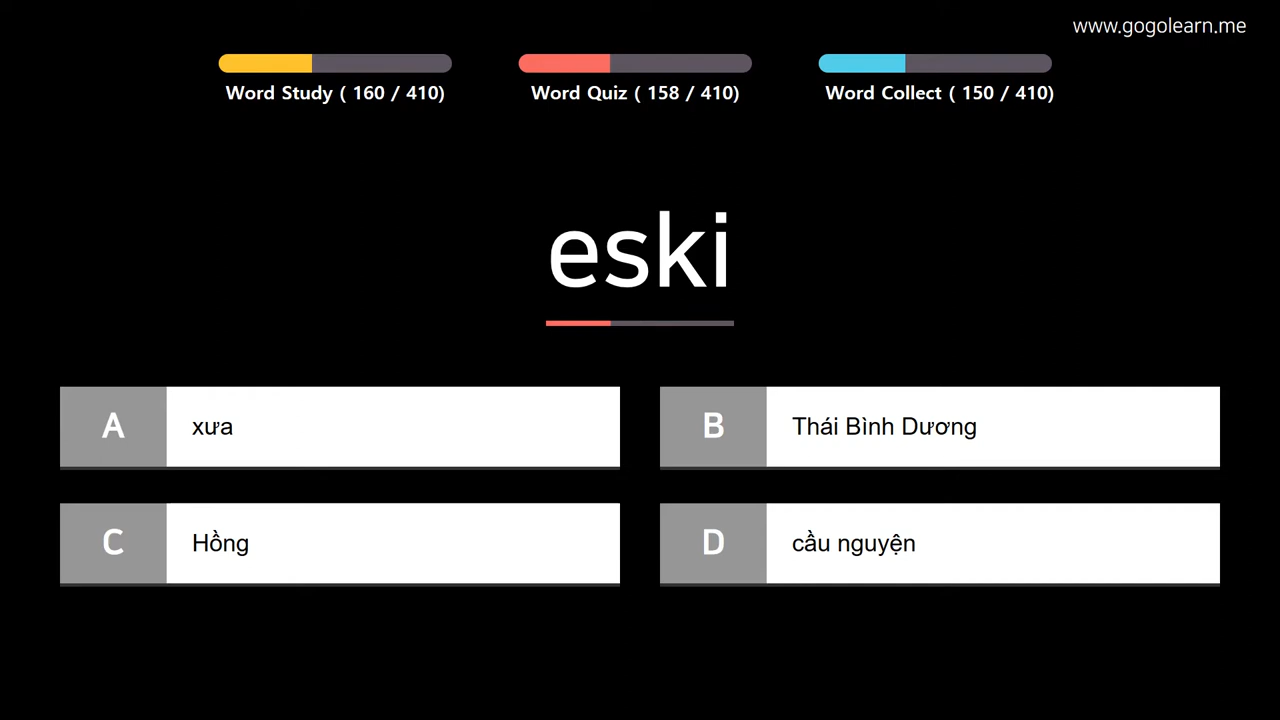 www.gogolearn.me
Word Study ( 160 / 410)
Word Quiz ( 158 / 410)
Word Collect ( 150 / 410)
eski
A xưa
B Thái Bình Dương
C Hồng
D cầu nguyện